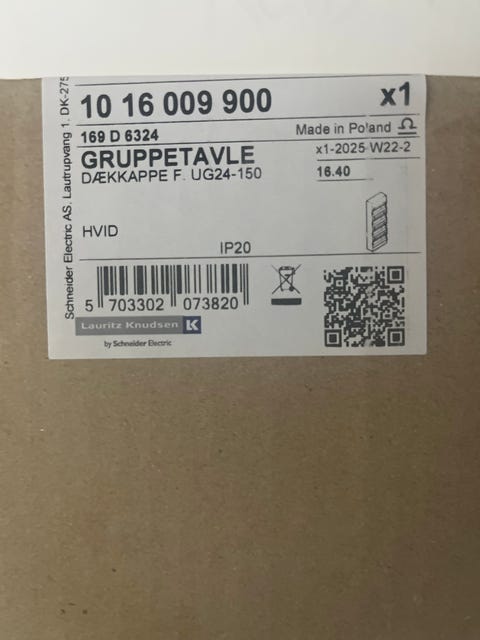 Schneider Electric AS. Lautrupvang 1. DK-275
10 16 009 900
x1
169 D 6324
Made in Poland
GRUPPETAVLE
x1-2025-W22-2
DÆKKAPPE F. UG24-150
16.40
HVID
IP20
5 703302 073820
Lauritz Knudsen LK
by Schneider Electric